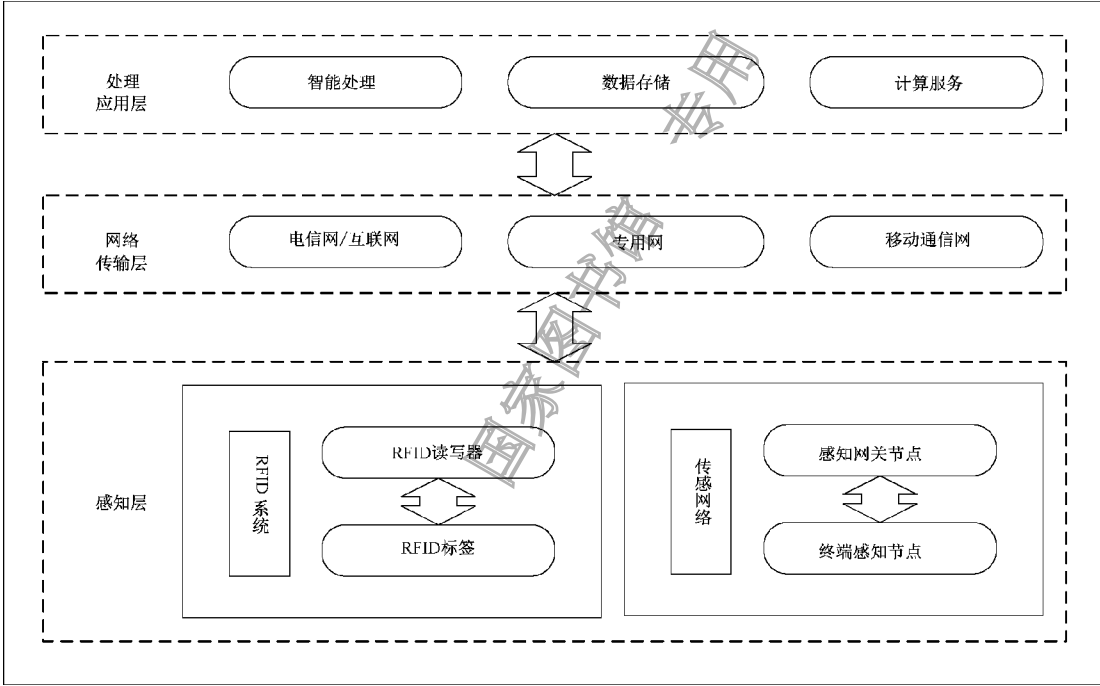 处理
应用层
智能处理
数据存储
计算服务
网络
传输层
电信网/互联网
专用网
移动通信网
感知层
RFID 系统
RFID读写器
RFID标签
传感网络
感知网关节点
终端感知节点
国家图书馆 专用